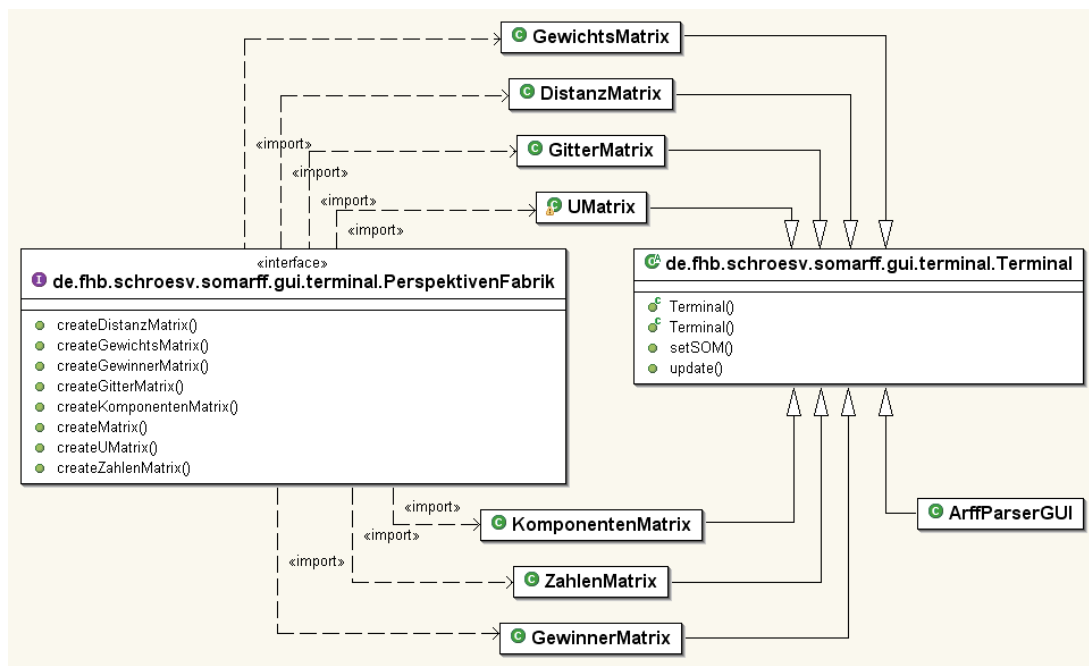 GewichtsMatrix
DistanzMatrix
«import»
GitterMatrix
«import»
«import»
UMatrix
«import»
«interface»
de.fhb.schroesv.somarff.gui.terminal.PerspektivenFabrik
createDistanzMatrix()
createGewichtsMatrix()
createGewinnerMatrix()
createGitterMatrix()
createKomponentenMatrix()
createMatrix()
createUMatrix()
createZahlenMatrix()
de.fhb.schroesv.somarff.gui.terminal.Terminal
Terminal()
Terminal()
setSOM()
update()
«import»
KomponentenMatrix
«import»
ArffParserGUI
«import»
ZahlenMatrix
GewinnerMatrix